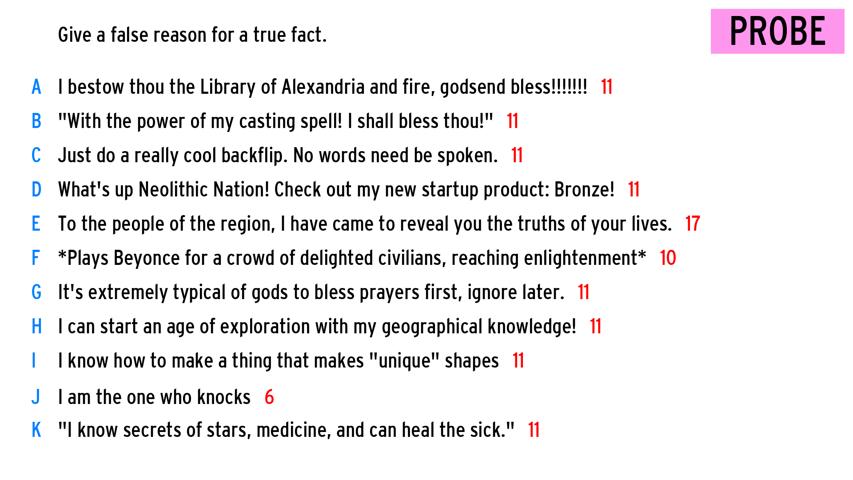 Give a false reason for a true fact.
PROBE
A I bestow thou the Library of Alexandria and fire, godsend bless!!!!!!! 11
B "With the power of my casting spell! I shall bless thou!" 11
C Just do a really cool backflip. No words need be spoken. 11
D What's up Neolithic Nation! Check out my new startup product: Bronze! 11
E To the people of the region, I have came to reveal you the truths of your lives. 17
F *Plays Beyonce for a crowd of delighted civilians, reaching enlightenment* 10
G It's extremely typical of gods to bless prayers first, ignore later. 11
H I can start an age of exploration with my geographical knowledge! 11
I I know how to make a thing that makes "unique" shapes 11
J I am the one who knocks 6
K "I know secrets of stars, medicine, and can heal the sick." 11